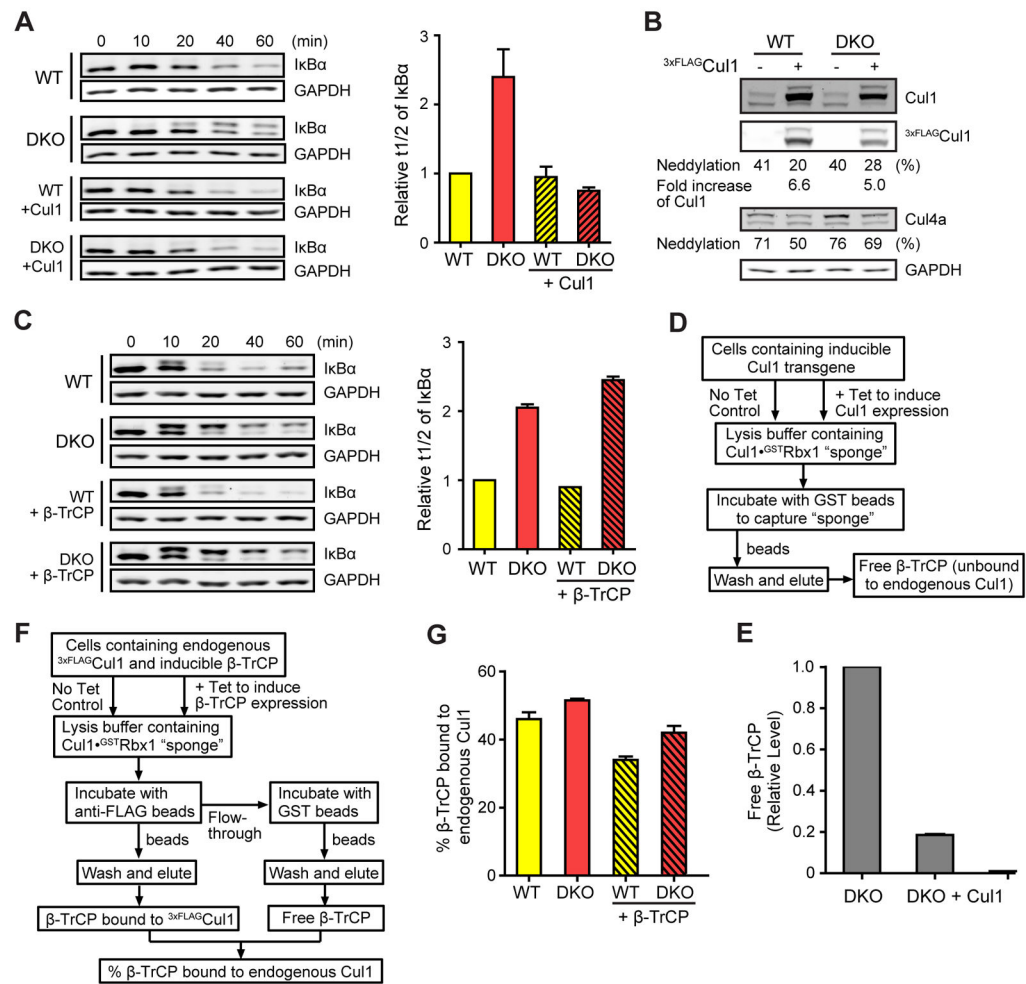 A
0 10 20 40 60 (min)
WT
IκBα
GAPDH
DKO
IκBα
GAPDH
WT
+Cul1
IκBα
GAPDH
DKO
+Cul1
IκBα
GAPDH
Relative t1/2 of IκBα
3
2
1
0
WT DKO WT DKO
+ Cul1
B
WT DKO
3xFLAGCul1 - + - +
Cul1
3xFLAGCul1
Neddylation 41 20 40 28 (%)
Fold increase 6.6 5.0
of Cul1
Cul4a
Neddylation 71 50 76 69 (%)
GAPDH
C
0 10 20 40 60 (min)
WT
IκBα
GAPDH
DKO
IκBα
GAPDH
WT
+ β-TrCP
IκBα
GAPDH
DKO
+ β-TrCP
IκBα
GAPDH
Relative t1/2 of IκBα
3
2
1
0
WT DKO WT DKO
+ β-TrCP
D
Cells containing inducible
Cul1 transgene
No Tet
Control
+ Tet to induce
Cul1 expression
Lysis buffer containing
Cul1•GSTRbx1 “sponge”
Incubate with GST beads
to capture “sponge”
beads
Wash and elute
Free β-TrCP (unbound
to endogenous Cul1)
F
Cells containing endogenous
3xFLAGCul1 and inducible β-TrCP
No Tet
Control
+ Tet to induce
β-TrCP expression
Lysis buffer containing
Cul1•GSTRbx1 “sponge”
Incubate with
anti-FLAG beads
Flow-
through
Incubate with
GST beads
beads
beads
Wash and elute
Wash and elute
β-TrCP bound to 3xFLAGCul1
Free β-TrCP
% β-TrCP bound to endogenous Cul1
G
% β-TrCP bound to
endogenous Cul1
60
40
20
0
WT DKO WT DKO
+ β-TrCP
E
Free β-TrCP
(Relative Level)
1.0
0.8
0.6
0.4
0.2
0
DKO DKO + Cul1